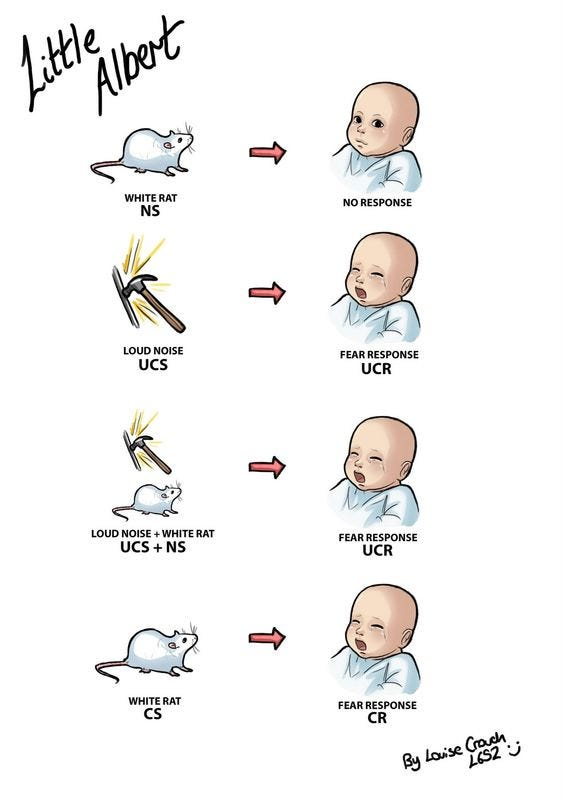 Little
Albert
WHITE RAT
NS
NO RESPONSE
LOUD NOISE
UCS
FEAR RESPONSE
UCR
LOUD NOISE + WHITE RAT
UCS + NS
FEAR RESPONSE
UCR
WHITE RAT
CS
FEAR RESPONSE
CR
By Louise Crouch
L6S2 :)